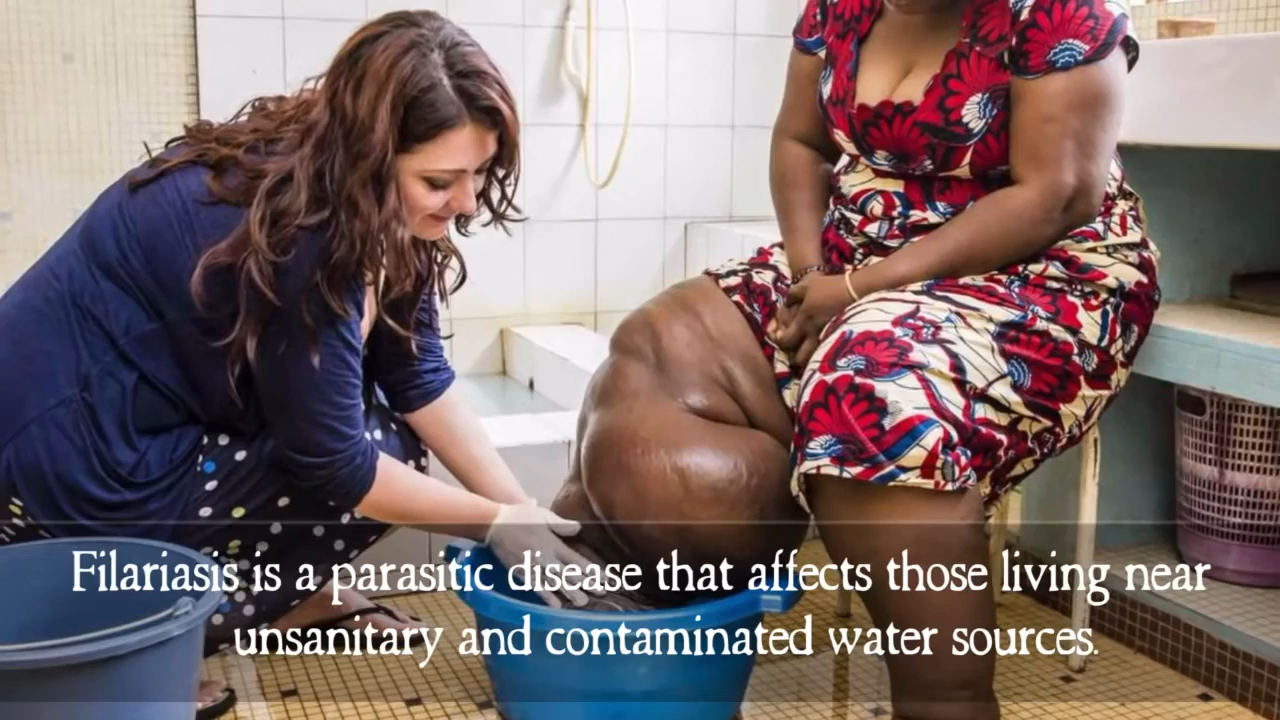 Filariasis is a parasitic disease that affects those living near
unsanitary and contaminated water sources.